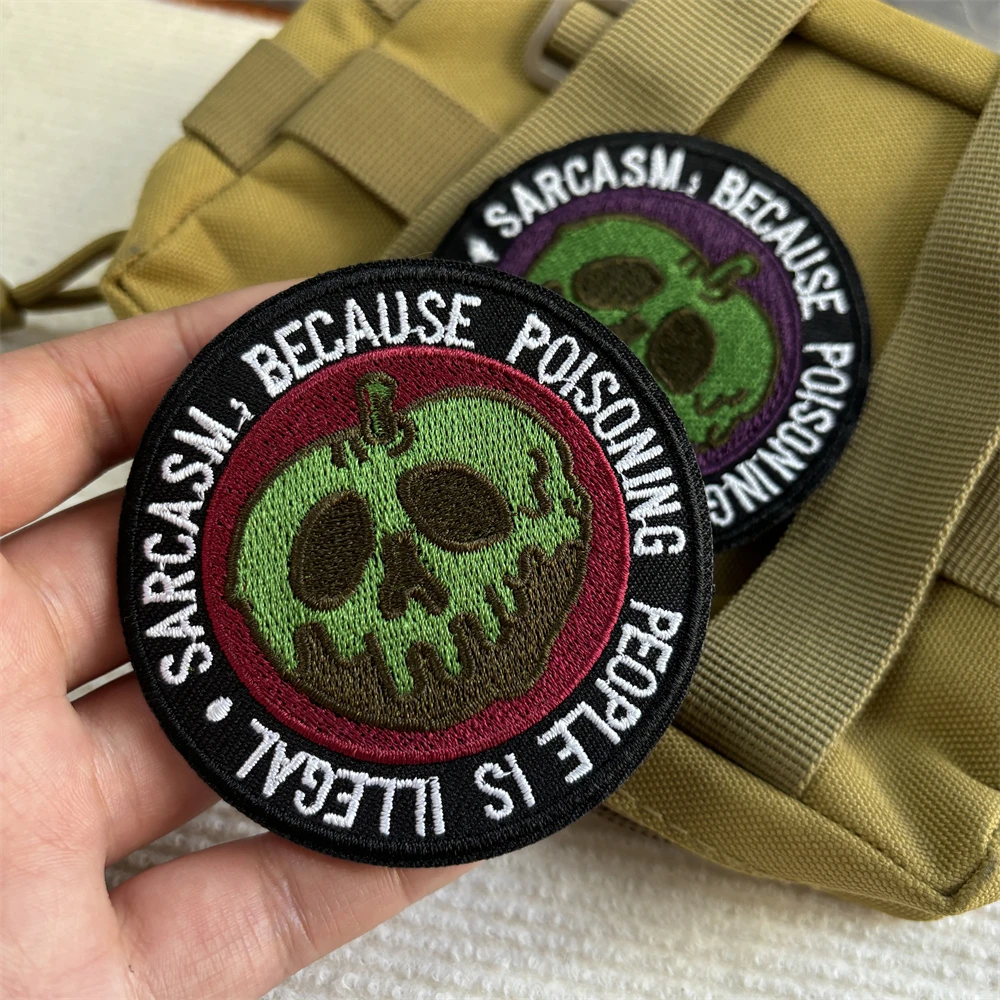 SARCASM, BECAUSE POISONING PEOPLE IS ILLEGAL •
SARCASM, BECAUSE POISONING